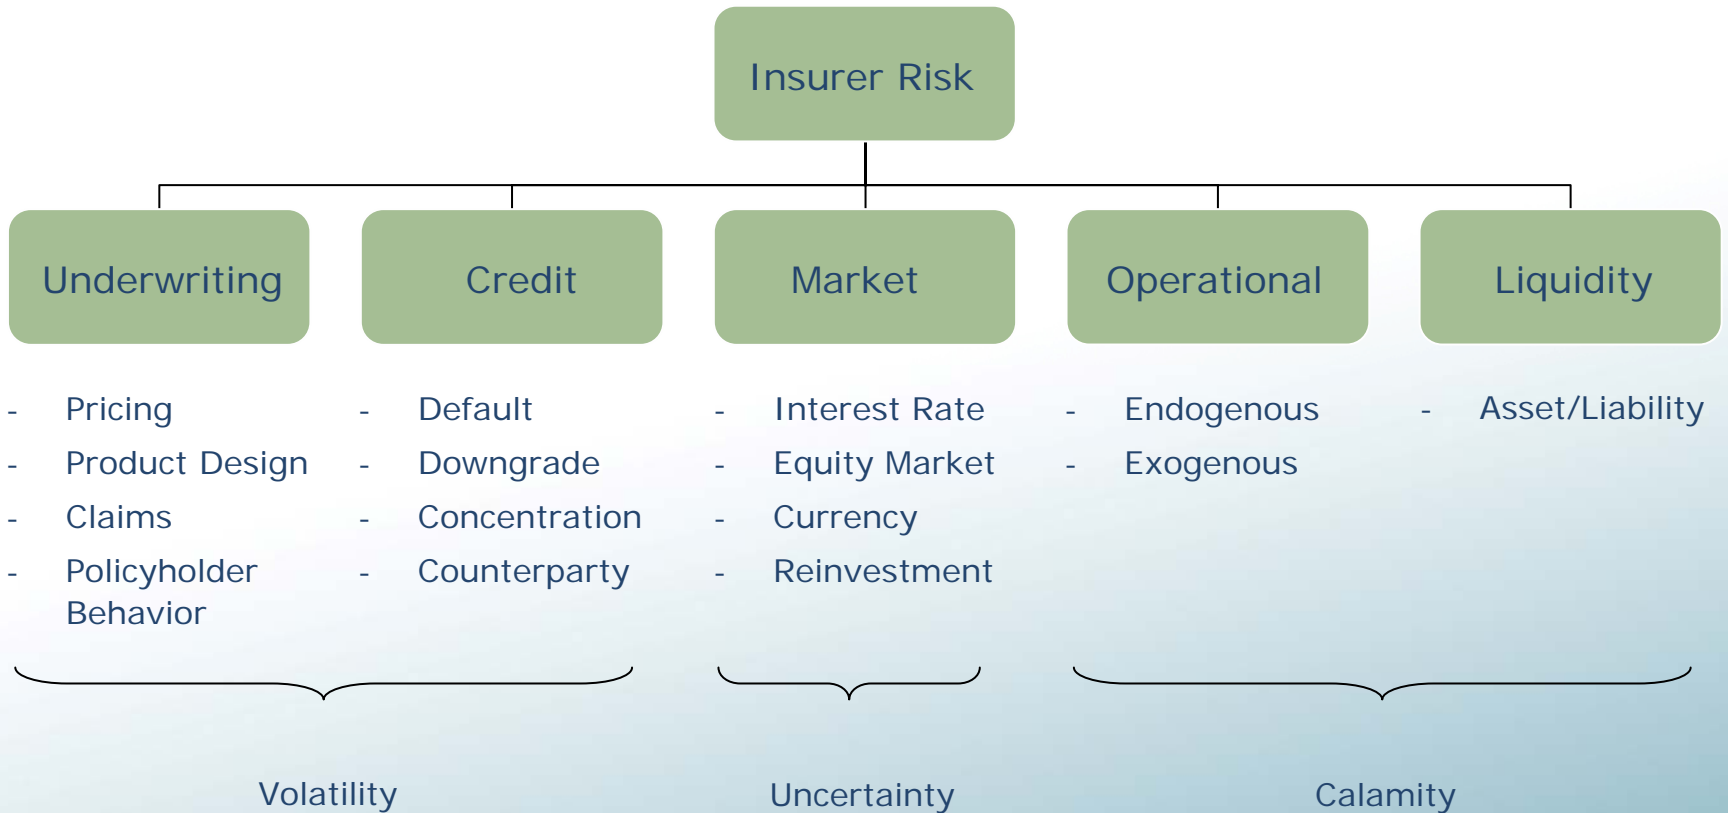 Insurer Risk
Underwriting
Credit
Market
Operational
Liquidity
- Pricing
- Product Design
- Claims
- Policyholder
Behavior
- Default
- Downgrade
- Concentration
- Counterparty
- Interest Rate
- Equity Market
- Currency
- Reinvestment
- Endogenous
- Exogenous
- Asset/Liability
Volatility
Uncertainty
Calamity